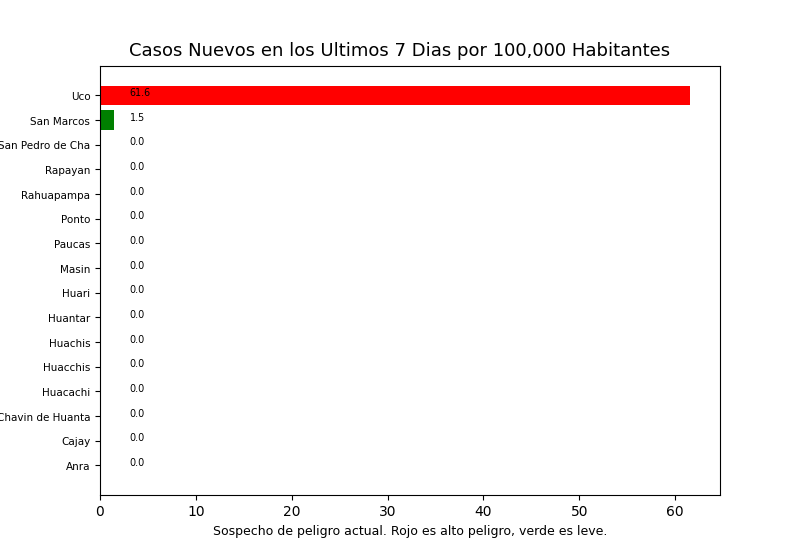 Casos Nuevos en los Ultimos 7 Dias por 100,000 Habitantes
Uco 61.6
San Marcos 1.5
San Pedro de Cha 0.0
Rapayan 0.0
Rahuapampa 0.0
Ponto 0.0
Paucas 0.0
Masin 0.0
Huari 0.0
Huantar 0.0
Huachis 0.0
Huacchis 0.0
Huacachi 0.0
Chavin de Huanta 0.0
Cajay 0.0
Anra 0.0
0 10 20 30 40 50 60
Sospecho de peligro actual. Rojo es alto peligro, verde es leve.